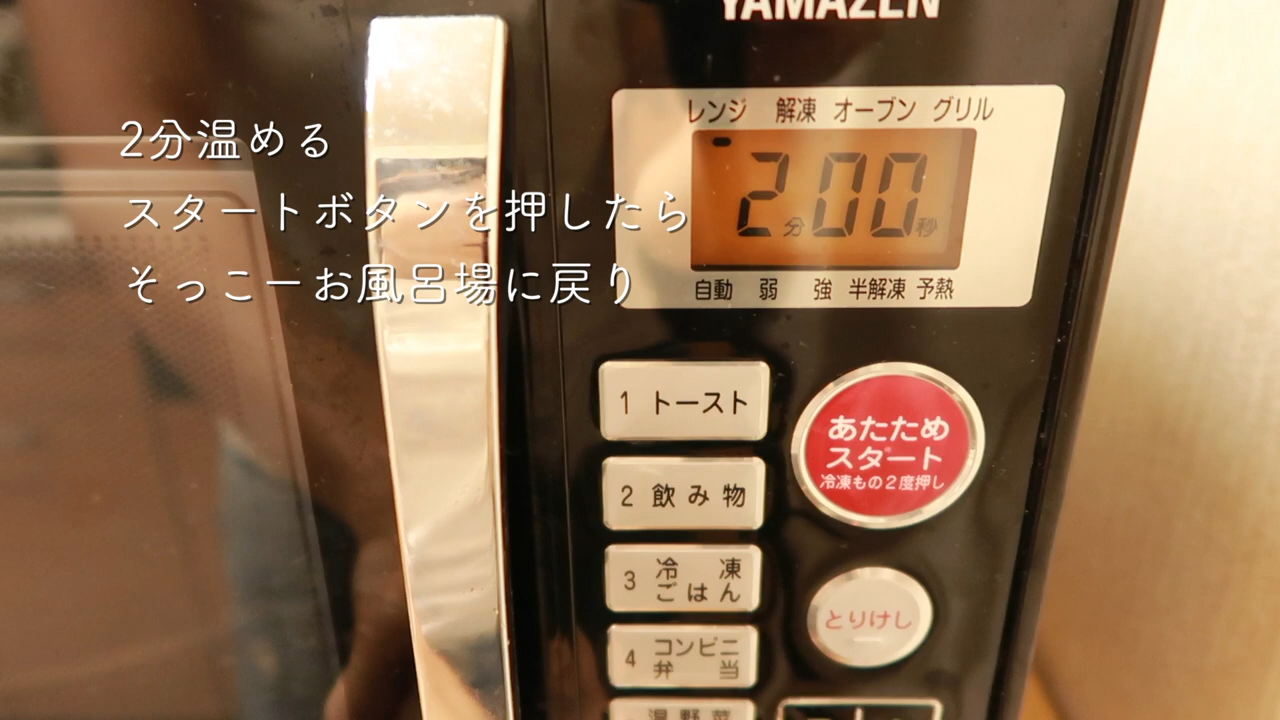 YAMAZEN
2分温める
スタートボタンを押したら
そっこーお風呂場に戻り
レンジ 解凍 オーブン グリル
2分00秒
自動 弱 強 半解凍 予熱
1 トースト
2 飲み物
3 冷凍
ごはん
4 コンビニ
弁当
温野菜
あたため
スタート
冷凍もの2度押し
とりけし